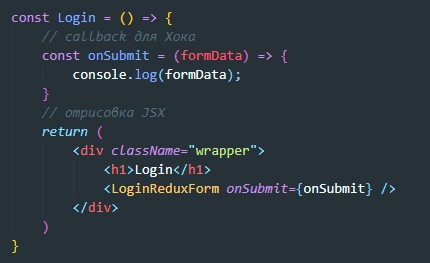 const Login = () => {
// callback для Хока
const onSubmit = (formData) => {
console.log(formData);
}
// отрисовка JSX
return (
<div className="wrapper">
<h1>Login</h1>
<LoginReduxForm onSubmit={onSubmit} />
</div>
)
}